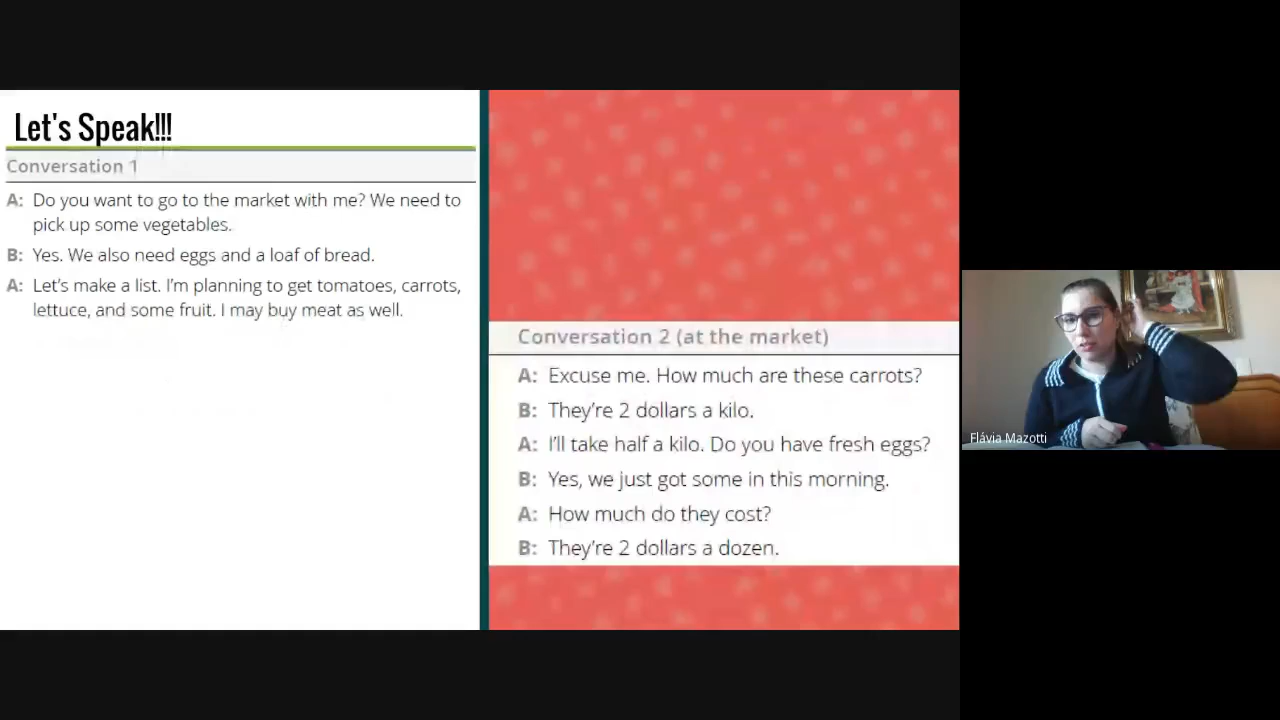 Let's Speak!!!
Conversation 1
A: Do you want to go to the market with me? We need to
pick up some vegetables.
B: Yes. We also need eggs and a loaf of bread.
A: Let's make a list. I'm planning to get tomatoes, carrots,
lettuce, and some fruit. I may buy meat as well.
Conversation 2 (at the market)
A: Excuse me. How much are these carrots?
B: They're 2 dollars a kilo.
A: I'll take half a kilo. Do you have fresh eggs?
B: Yes, we just got some in this morning.
A: How much do they cost?
B: They're 2 dollars a dozen.
Flávia Mazotti